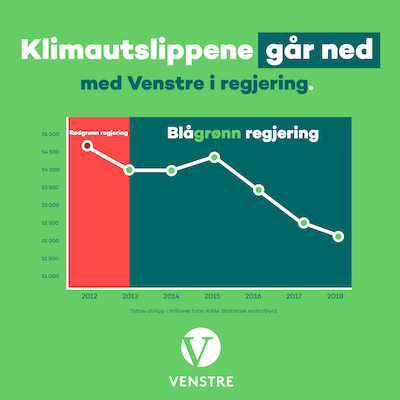 Klimautslippene går ned
med Venstre i regjering.
Rødgrønn regjering
Blågrønn regjering
55 000
54 500
54 000
53 500
53 000
52 500
52 000
51 500
51 000
2012 2013 2014 2015 2016 2017 2018
Totale utslipp i millioner tonn. Kilde: Statistisk sentralbyrå
V
VENSTRE